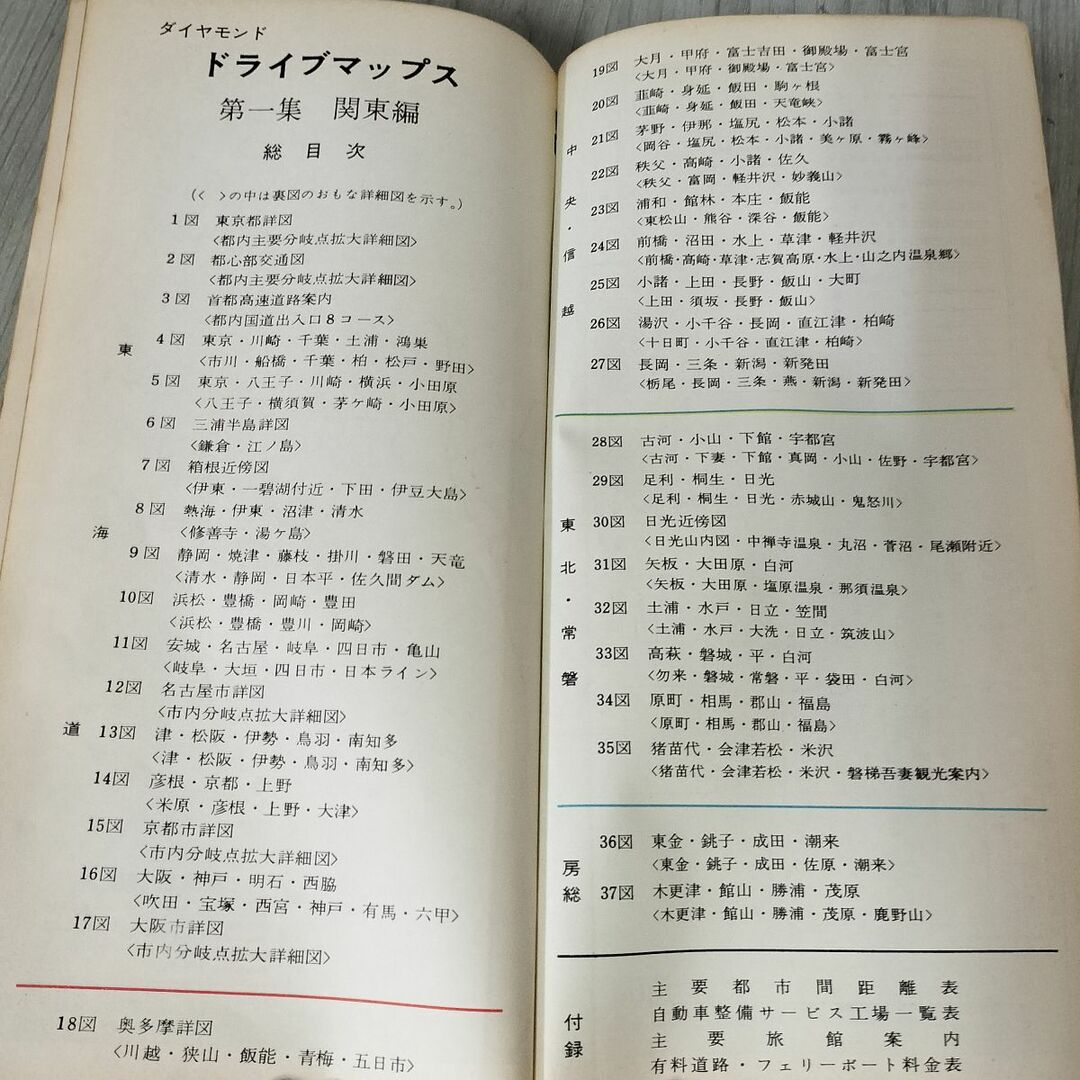 ダイヤモンド
ドライブマップス
第一集 関東編
総目次
(〈 〉の中は裏図のおもな詳細図を示す。)
東海道
1図 東京都詳図
〈都内主要分岐点拡大詳細図〉
2図 都心部交通図
〈都内主要分岐点拡大詳細図〉
3図 首都高速道路案内
〈都内国道出入口8コース〉
4図 東京・川崎・千葉・土浦・鴻巣
〈市川・船橋・千葉・柏・松戸・野田〉
5図 東京・八王子・川崎・横浜・小田原
〈八王子・横須賀・茅ケ崎・小田原〉
6図 三浦半島詳図
〈鎌倉・江ノ島〉
7図 箱根近傍図
〈伊東・一碧湖付近・下田・伊豆大島〉
8図 熱海・伊東・沼津・清水
〈修善寺・湯ケ島〉
9図 静岡・焼津・藤枝・掛川・磐田・天竜
〈清水・静岡・日本平・佐久間ダム〉
10図 浜松・豊橋・岡崎・豊田
〈浜松・豊橋・豊川・岡崎〉
11図 安城・名古屋・岐阜・四日市・亀山
〈岐阜・大垣・四日市・日本ライン〉
12図 名古屋市詳図
〈市内分岐点拡大詳細図〉
13図 津・松阪・伊勢・鳥羽・南知多
〈津・松阪・伊勢・鳥羽・南知多〉
14図 彦根・京都・上野
〈米原・彦根・上野・大津〉
15図 京都市詳図
〈市内分岐点拡大詳細図〉
16図 大阪・神戸・明石・西脇
〈吹田・宝塚・西宮・神戸・有馬・六甲〉
17図 大阪市詳図
〈市内分岐点拡大詳細図〉
18図 奥多摩詳図
〈川越・狭山・飯能・青梅・五日市〉
中央・信越
19図 大月・甲府・富士吉田・御殿場・富士宮
〈大月・甲府・御殿場・富士宮〉
20図 韮崎・身延・飯田・駒ヶ根
〈韮崎・身延・飯田・天竜峡〉
21図 茅野・伊那・塩尻・松本・小諸
〈岡谷・塩尻・松本・小諸・美ヶ原・霧ヶ峰〉
22図 秩父・高崎・小諸・佐久
〈秩父・富岡・軽井沢・妙義山〉
23図 浦和・館林・本庄・飯能
〈東松山・熊谷・深谷・飯能〉
24図 前橋・沼田・水上・草津・軽井沢
〈前橋・高崎・草津・志賀高原・水上・山之内温泉郷〉
25図 小諸・上田・長野・飯山・大町
〈上田・須坂・長野・飯山〉
26図 湯沢・小千谷・長岡・直江津・柏崎
〈十日町・小千谷・直江津・柏崎〉
27図 長岡・三条・新潟・新発田
〈栃尾・長岡・三条・燕・新潟・新発田〉
東北・常磐
28図 古河・小山・下館・宇都宮
〈古河・下妻・下館・真岡・小山・佐野・宇都宮〉
29図 足利・桐生・日光
〈足利・桐生・日光・赤城山・鬼怒川〉
30図 日光近傍図
〈日光山内図・中禅寺温泉・丸沼・菅沼・尾瀬附近〉
31図 矢板・大田原・白河
〈矢板・大田原・塩原温泉・那須温泉〉
32図 土浦・水戸・日立・笠間
〈土浦・水戸・大洗・日立・筑波山〉
33図 高萩・磐城・平・白河
〈勿来・磐城・常磐・平・袋田・白河〉
34図 原町・相馬・郡山・福島
〈原町・相馬・郡山・福島〉
35図 猪苗代・会津若松・米沢
〈猪苗代・会津若松・米沢・磐梯吾妻観光案内〉
房総
36図 東金・銚子・成田・潮来
〈東金・銚子・成田・佐原・潮来〉
37図 木更津・館山・勝浦・茂原
〈木更津・館山・勝浦・茂原・鹿野山〉
付録
主要都市間距離表
自動車整備サービス工場一覧表
主要旅館案内
有料道路・フェリーボート料金表